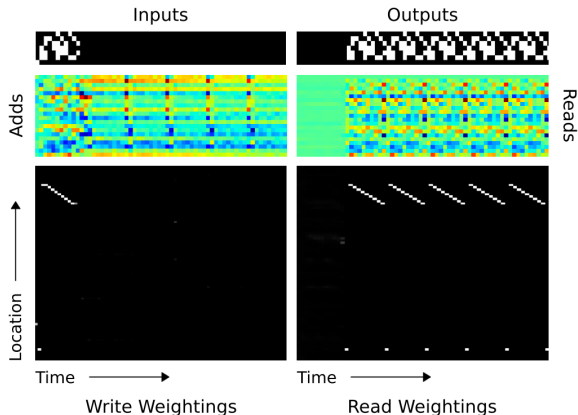 Inputs
Outputs
Adds
Reads
Location
Time
Time
Write Weightings
Read Weightings